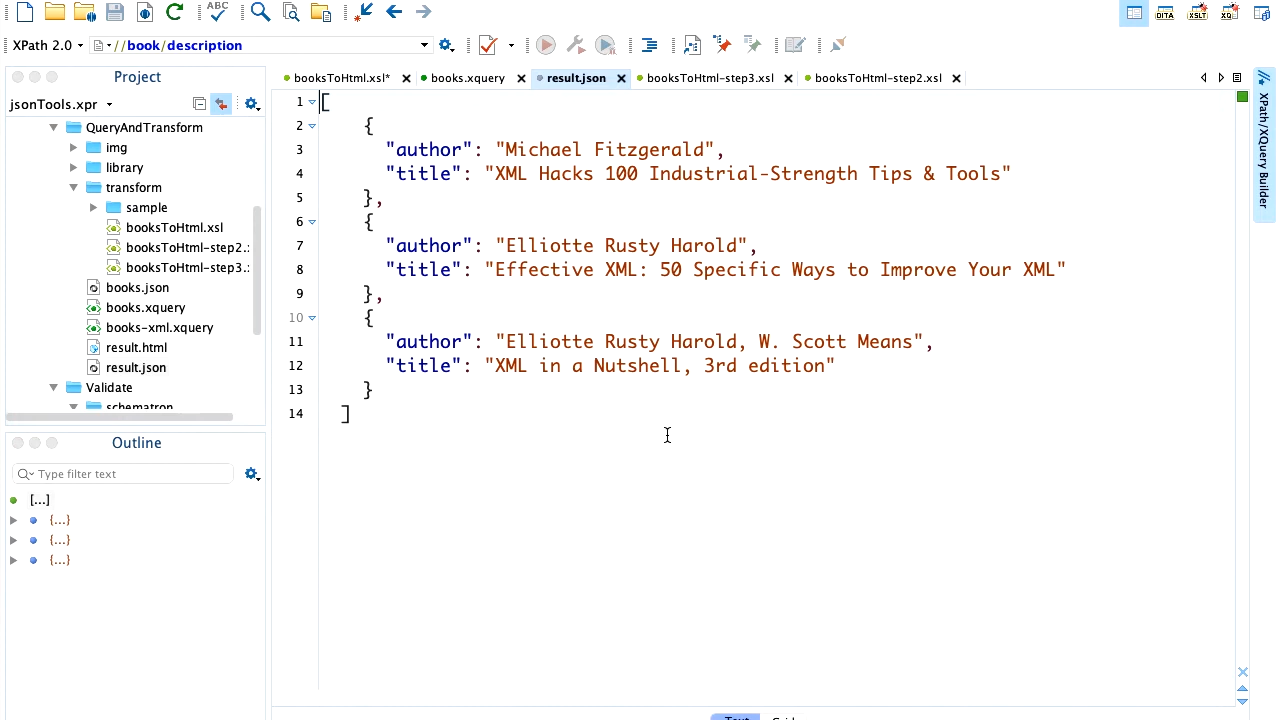 ABC
DITA
XSLT
XQ
XPath 2.0
//book/description
Project
jsonTools.xpr
QueryAndTransform
img
library
transform
sample
booksToHtml.xsl
booksToHtml-step2.
booksToHtml-step3.
books.json
books.xquery
books-xml.xquery
result.html
result.json
Validate
schematron
Outline
Type filter text
[...]
{...}
{...}
{...}
booksToHtml.xsl*
books.xquery
result.json
booksToHtml-step3.xsl
booksToHtml-step2.xsl
1 [
2 {
3 "author": "Michael Fitzgerald",
4 "title": "XML Hacks 100 Industrial-Strength Tips & Tools"
5 },
6 {
7 "author": "Elliotte Rusty Harold",
8 "title": "Effective XML: 50 Specific Ways to Improve Your XML"
9 },
10 {
11 "author": "Elliotte Rusty Harold, W. Scott Means",
12 "title": "XML in a Nutshell, 3rd edition"
13 }
14 ]
XPath/XQuery Builder